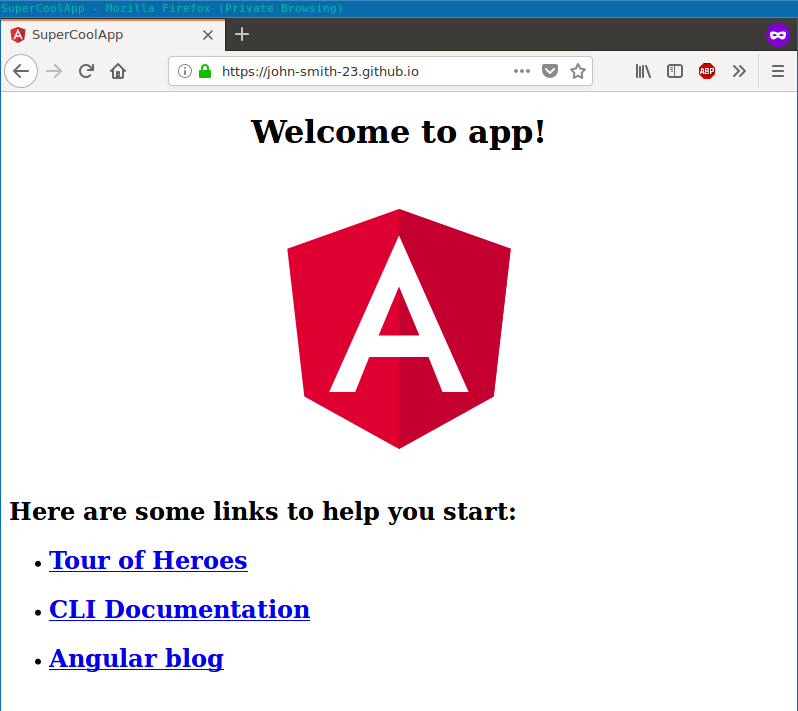 SuperCoolApp - Mozilla Firefox (Private Browsing)
SuperCoolApp
https://john-smith-23.github.io
ABP
Welcome to app!
A
Here are some links to help you start:
Tour of Heroes
CLI Documentation
Angular blog